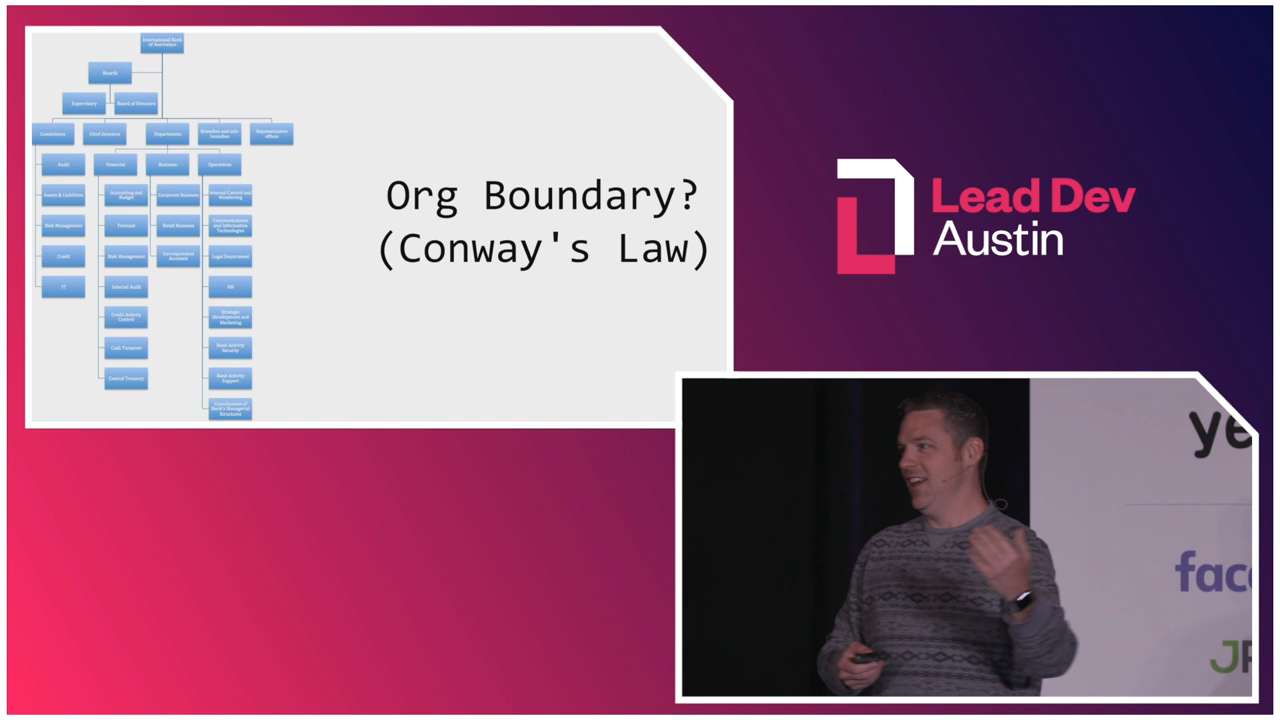 International Bank
of Azerbaijan
Boards
Supervisory
Board of Directors
Committees
Chief directors
Departments
Branches and sub-
branches
Representative
offices
Audit
Financial
Business
Operations
Assets & Liabilities
Accounting and
Budget
Corporate Business
Internal Control and
Monitoring
Risk Management
Forecast
Retail Business
Communications
and Information
Technologies
Credit
Risk Management
Correspondent
Accounts
Legal Department
IT
Internal Audit
HR
Credit Activity
Control
Strategic
Development and
Marketing
Cash Turnover
Bank Activity
Security
Central Treasury
Bank Activity
Support
Coordination of
Bank's Managerial
Structures
Org Boundary?
(Conway's Law)
Lead Dev
Austin
ye
fac
JP